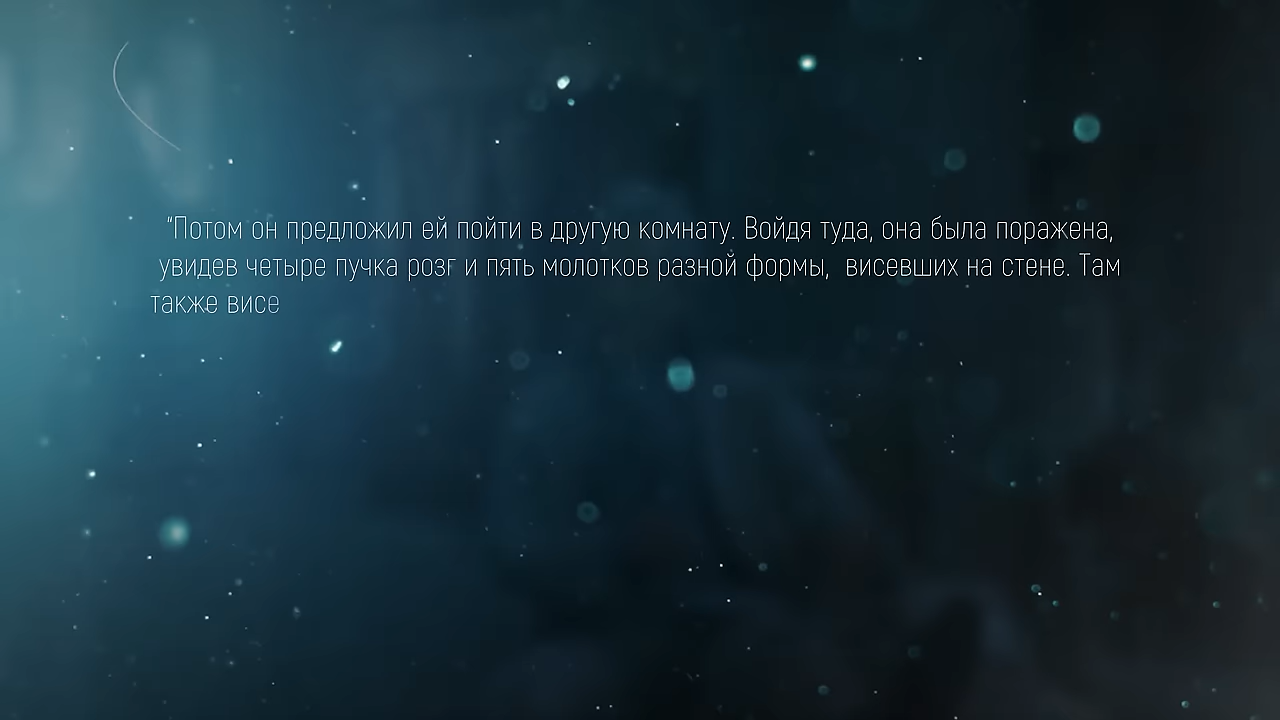 “Потом он предложил ей пойти в другую комнату. Войдя туда, она была поражена,
увидев четыре пучка розг и пять молотков разной формы, висевших на стене. Там
также висе